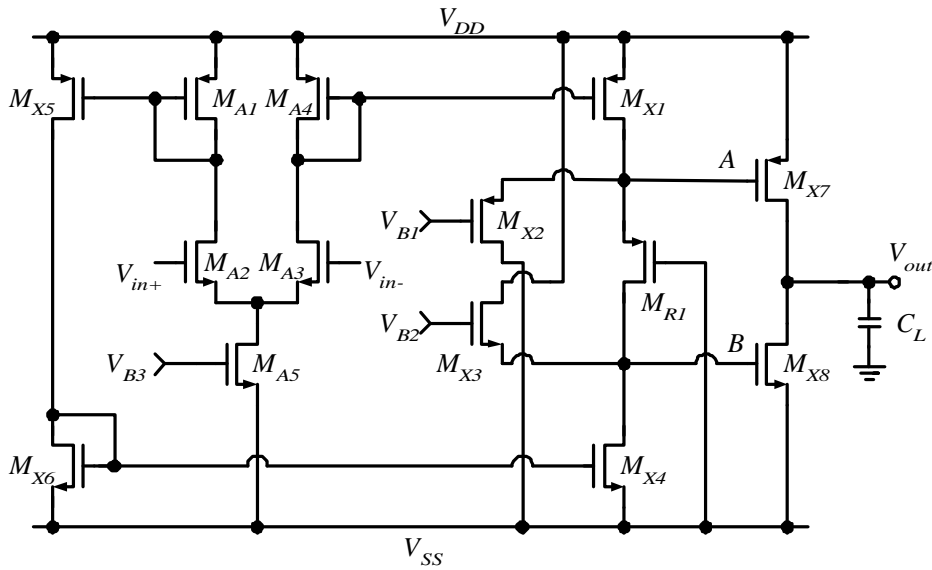 V_DD
M_X5
M_A1
M_A4
M_X1
A
M_X7
V_B1
M_X2
V_in+
M_A2
M_A3
V_in-
V_out
V_B2
M_R1
C_L
V_B3
M_A5
M_X3
B
M_X8
M_X6
M_X4
V_SS